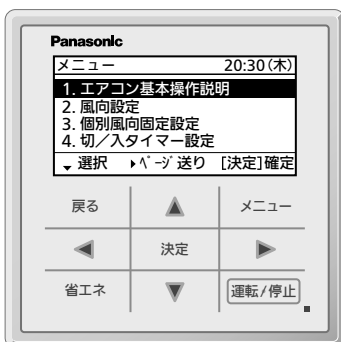 Panasonic
メニュー 20:30(木)
1. エアコン基本操作説明
2. 風向設定
3. 個別風向固定設定
4. 切／入タイマー設定
選択 ﾍﾟｰｼﾞ送り [決定]確定
戻る メニュー
決定
省エネ 運転/停止